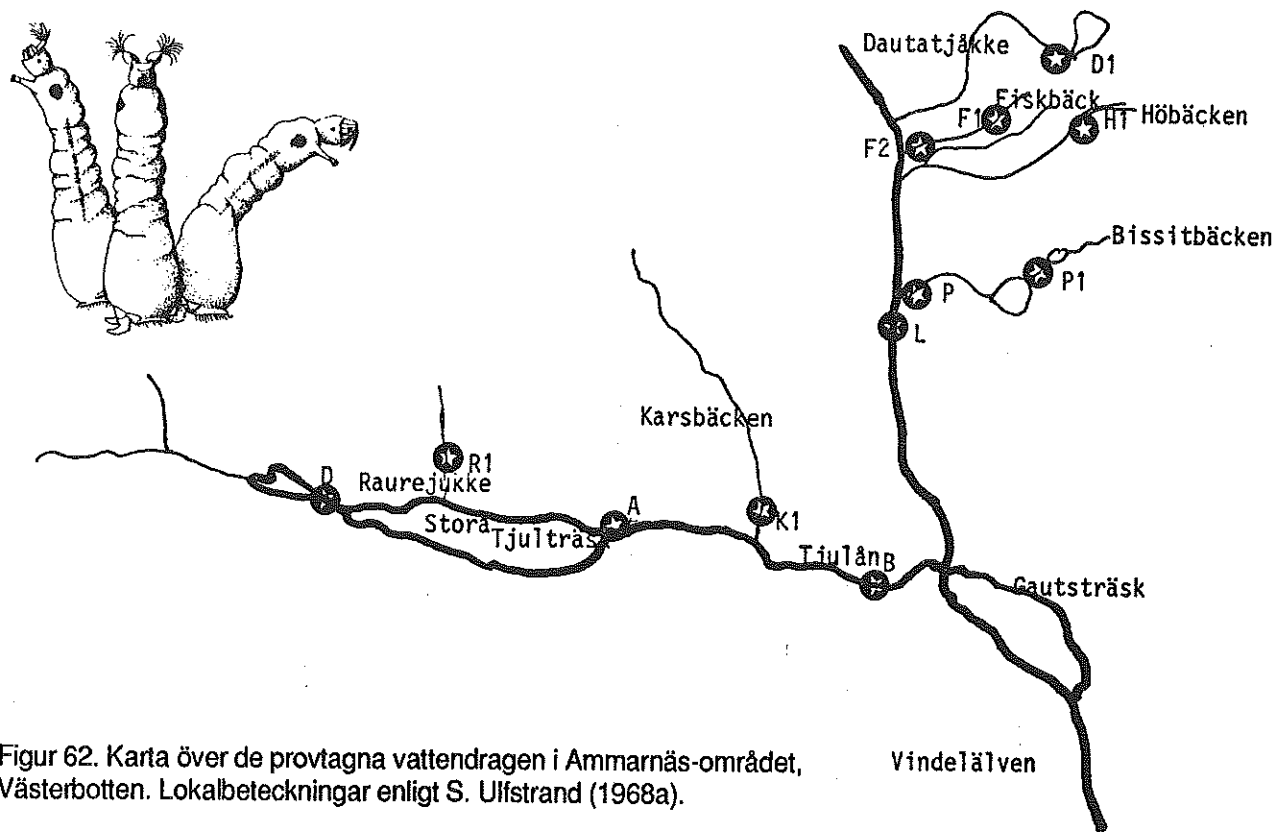 Dautatjåkke
D1
Fiskbäck
F1
H1 Höbäcken
F2
Bissitbäcken
P1
P
L
Karsbäcken
R1
D
Raurejukke
A
K1
Stora Tjulträsk
Tjulån B
Gautsträsk
Vindelälven
Figur 62. Karta över de provtagna vattendragen i Ammarnäs-området,
Västerbotten. Lokalbeteckningar enligt S. Ulfstrand (1968a).